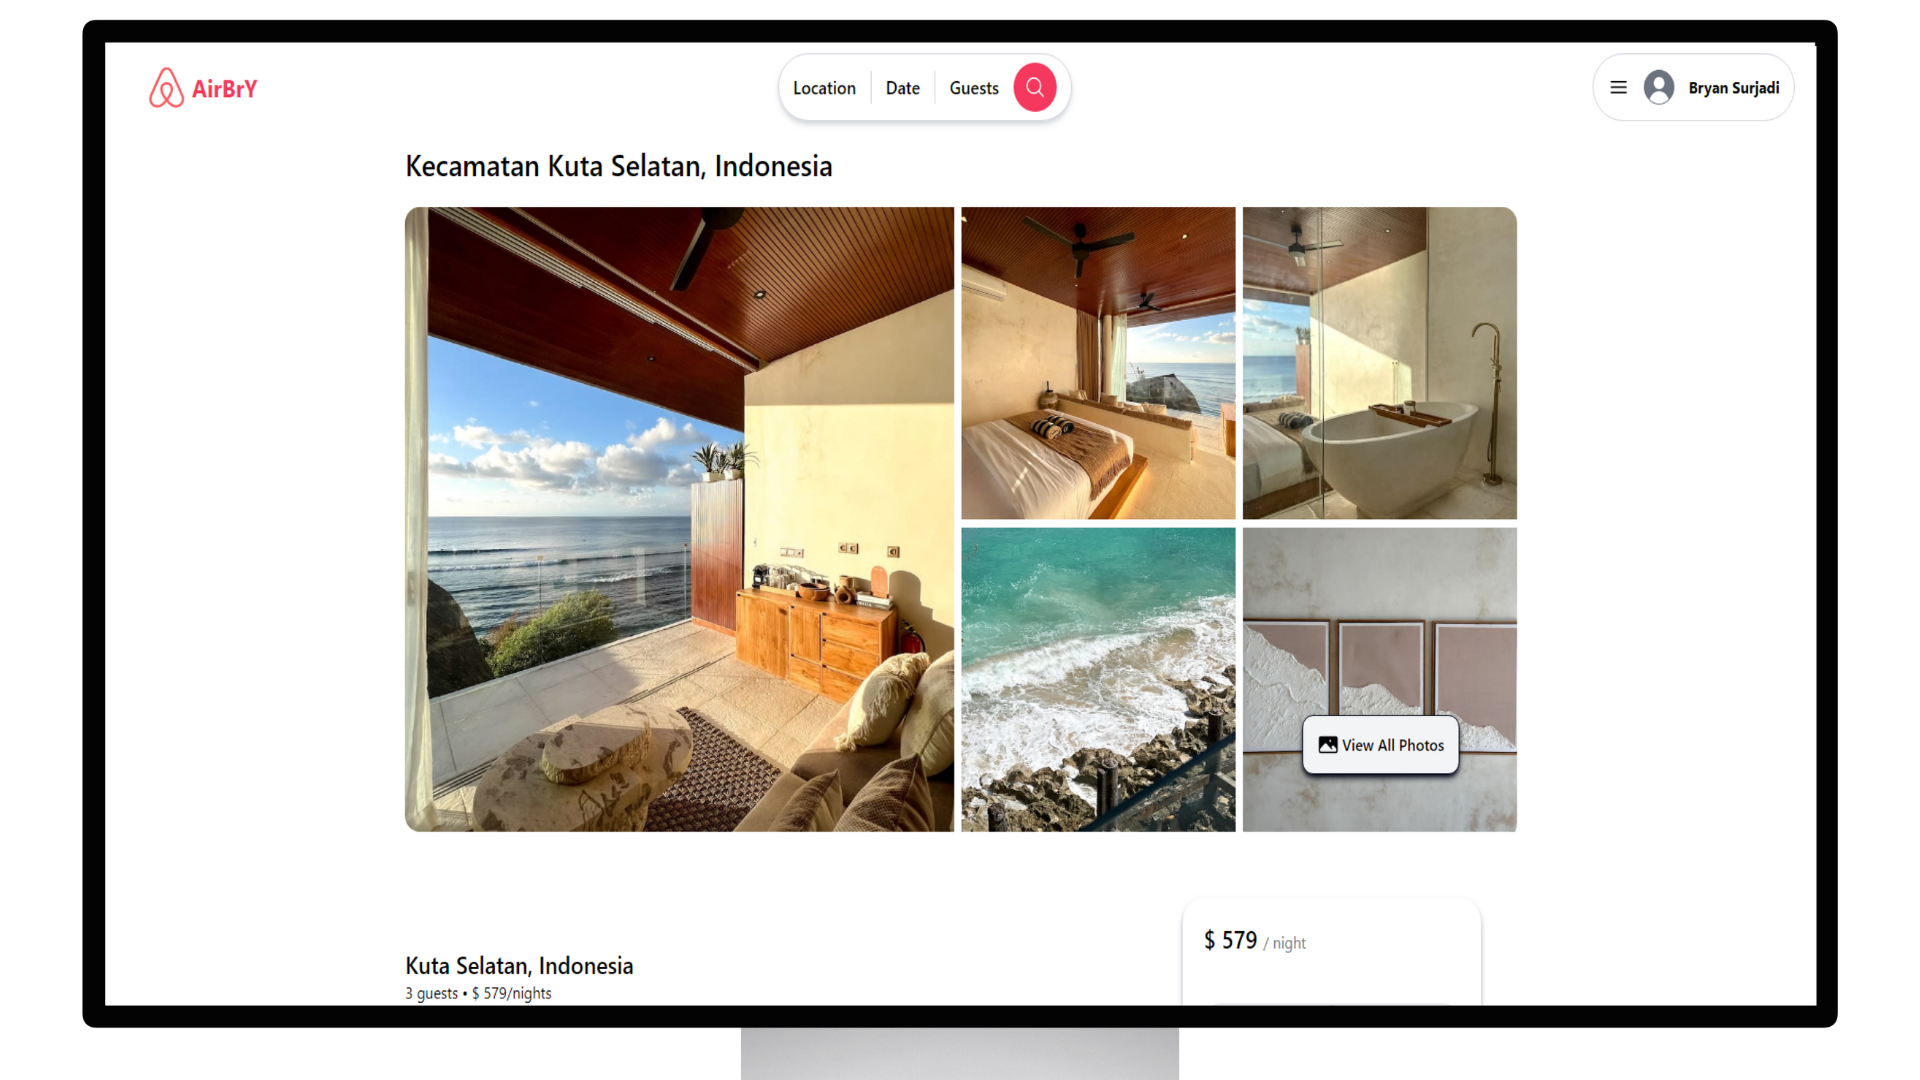 AirBrY
Location
Date
Guests
Bryan Surjadi
Kecamatan Kuta Selatan, Indonesia
View All Photos
$ 579 / night
Kuta Selatan, Indonesia
3 guests • $ 579/nights